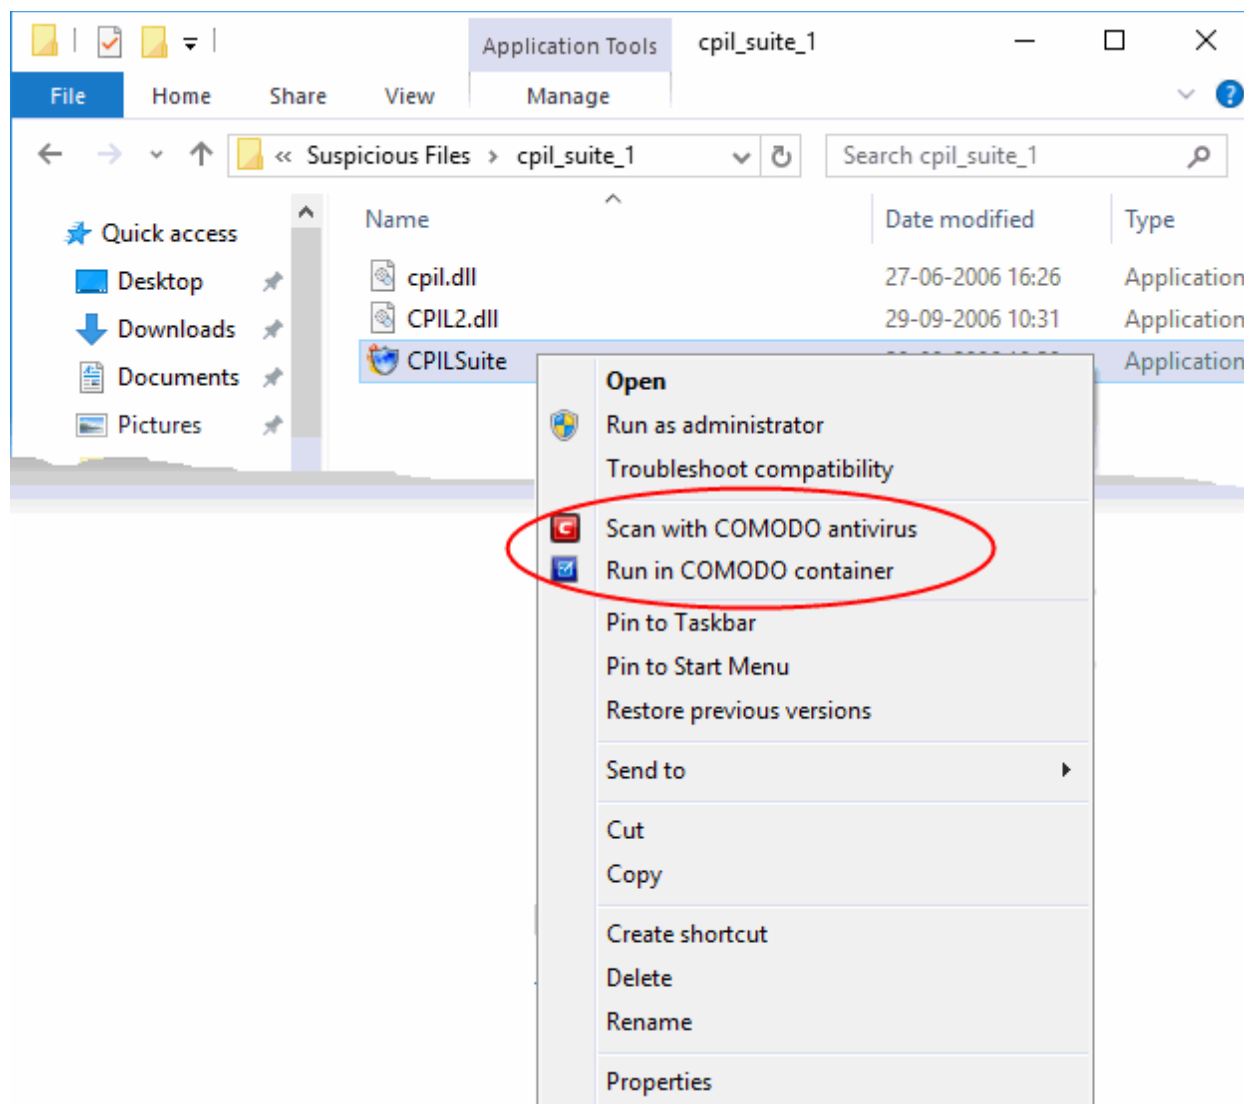 Application Tools cpil_suite_1
File Home Share View Manage
« Suspicious Files › cpil_suite_1 Search cpil_suite_1
Quick access
Desktop
Downloads
Documents
Pictures
Name Date modified Type
cpil.dll 27-06-2006 16:26 Application
CPIL2.dll 29-09-2006 10:31 Application
CPILSuite Application
Open
Run as administrator
Troubleshoot compatibility
Scan with COMODO antivirus
Run in COMODO container
Pin to Taskbar
Pin to Start Menu
Restore previous versions
Send to
Cut
Copy
Create shortcut
Delete
Rename
Properties